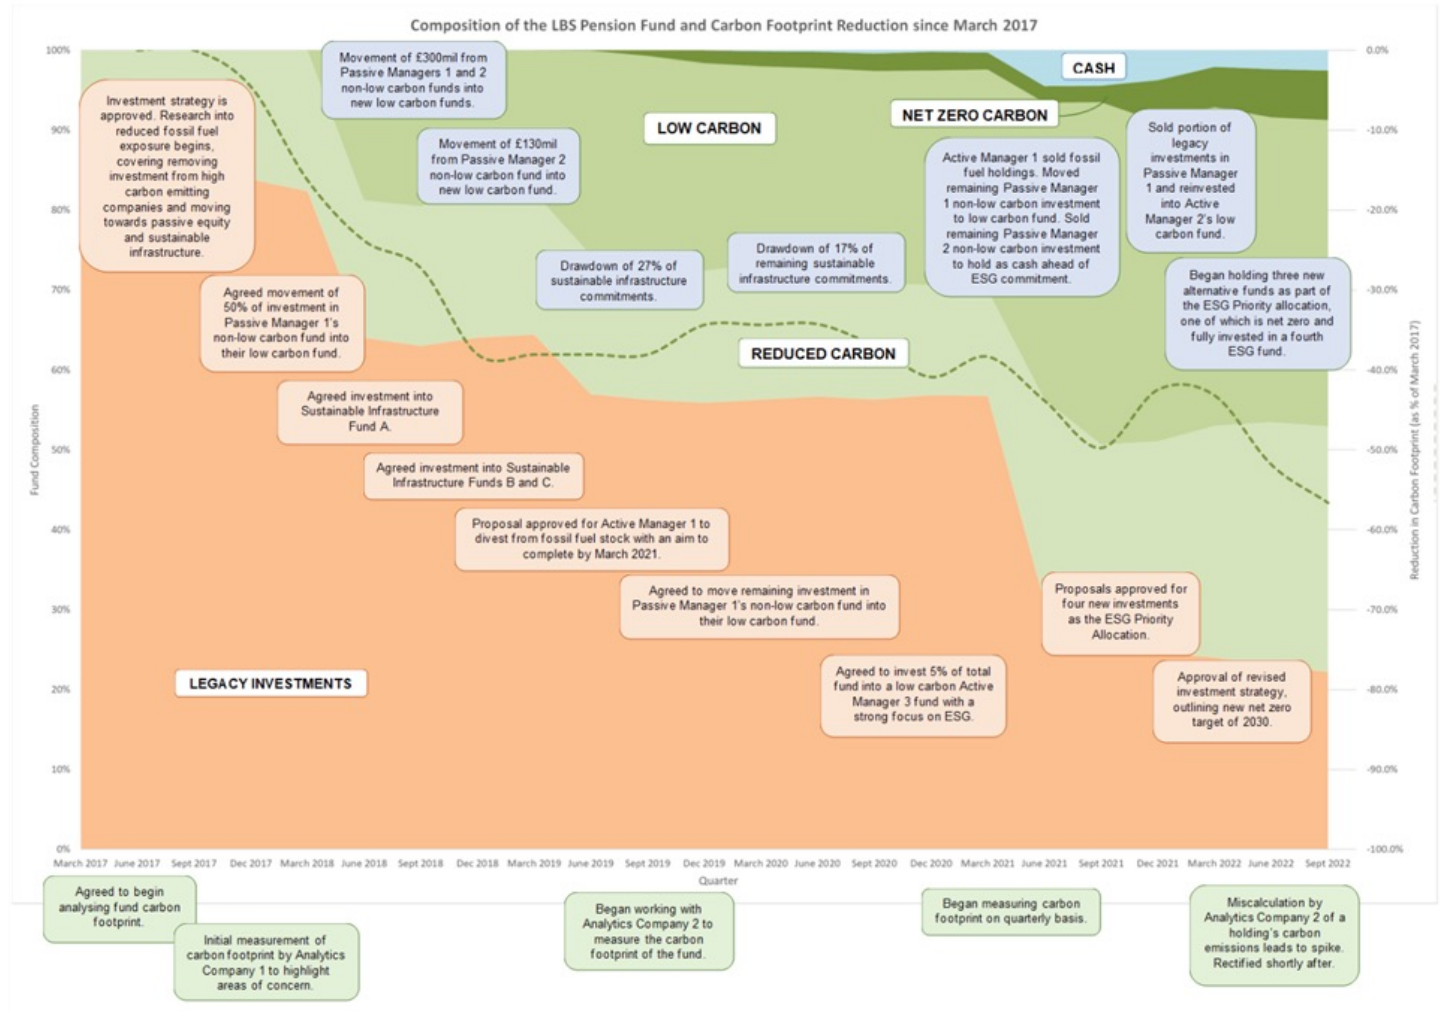 Composition of the LBS Pension Fund and Carbon Footprint Reduction since March 2017
100%
90%
80%
70%
60%
50%
40%
30%
20%
10%
0%
Fund Composition
0.0%
-10.0%
-20.0%
-30.0%
-40.0%
-50.0%
-60.0%
-70.0%
-80.0%
-90.0%
-100.0%
Reduction in Carbon Footprint (as % of March 2017)
Investment strategy is
approved. Research into
reduced fossil fuel
exposure begins,
covering removing
investment from high
carbon emitting
companies and moving
towards passive equity
and sustainable
infrastructure.
Movement of £300mil from
Passive Managers 1 and 2
non-low carbon funds into
new low carbon funds.
Movement of £130mil
from Passive Manager 2
non-low carbon fund into
new low carbon fund.
LOW CARBON
CASH
NET ZERO CARBON
Active Manager 1 sold fossil
fuel holdings. Moved
remaining Passive Manager
1 non-low carbon investment
to low carbon fund. Sold
remaining Passive Manager
2 non-low carbon investment
to hold as cash ahead of
ESG commitment.
Sold portion of
legacy
investments in
Passive Manager
1 and reinvested
into Active
Manager 2's low
carbon fund.
Drawdown of 27% of
sustainable infrastructure
commitments.
Drawdown of 17% of
remaining sustainable
infrastructure commitments.
Began holding three new
alternative funds as part of
the ESG Priority allocation,
one of which is net zero and
fully invested in a fourth
ESG fund.
Agreed movement of
50% of investment in
Passive Manager 1's
non-low carbon fund into
their low carbon fund.
REDUCED CARBON
Agreed investment into
Sustainable Infrastructure
Fund A.
Agreed investment into Sustainable
Infrastructure Funds B and C.
Proposal approved for Active Manager 1 to
divest from fossil fuel stock with an aim to
complete by March 2021.
Agreed to move remaining investment in
Passive Manager 1's non-low carbon fund into
their low carbon fund.
Proposals approved for
four new investments
as the ESG Priority
Allocation.
Agreed to invest 5% of total
fund into a low carbon Active
Manager 3 fund with a
strong focus on ESG.
Approval of revised
investment strategy,
outlining new net zero
target of 2030.
LEGACY INVESTMENTS
March 2017 June 2017 Sept 2017 Dec 2017 March 2018 June 2018 Sept 2018 Dec 2018 March 2019 June 2019 Sept 2019 Dec 2019 March 2020 June 2020 Sept 2020 Dec 2020 March 2021 June 2021 Sept 2021 Dec 2021 March 2022 June 2022 Sept 2022
Quarter
Agreed to begin
analysing fund carbon
footprint.
Initial measurement of
carbon footprint by Analytics
Company 1 to highlight
areas of concern.
Began working with
Analytics Company 2 to
measure the carbon
footprint of the fund.
Began measuring carbon
footprint on quarterly basis.
Miscalculation by
Analytics Company 2 of a
holding's carbon
emissions leads to spike.
Rectified shortly after.